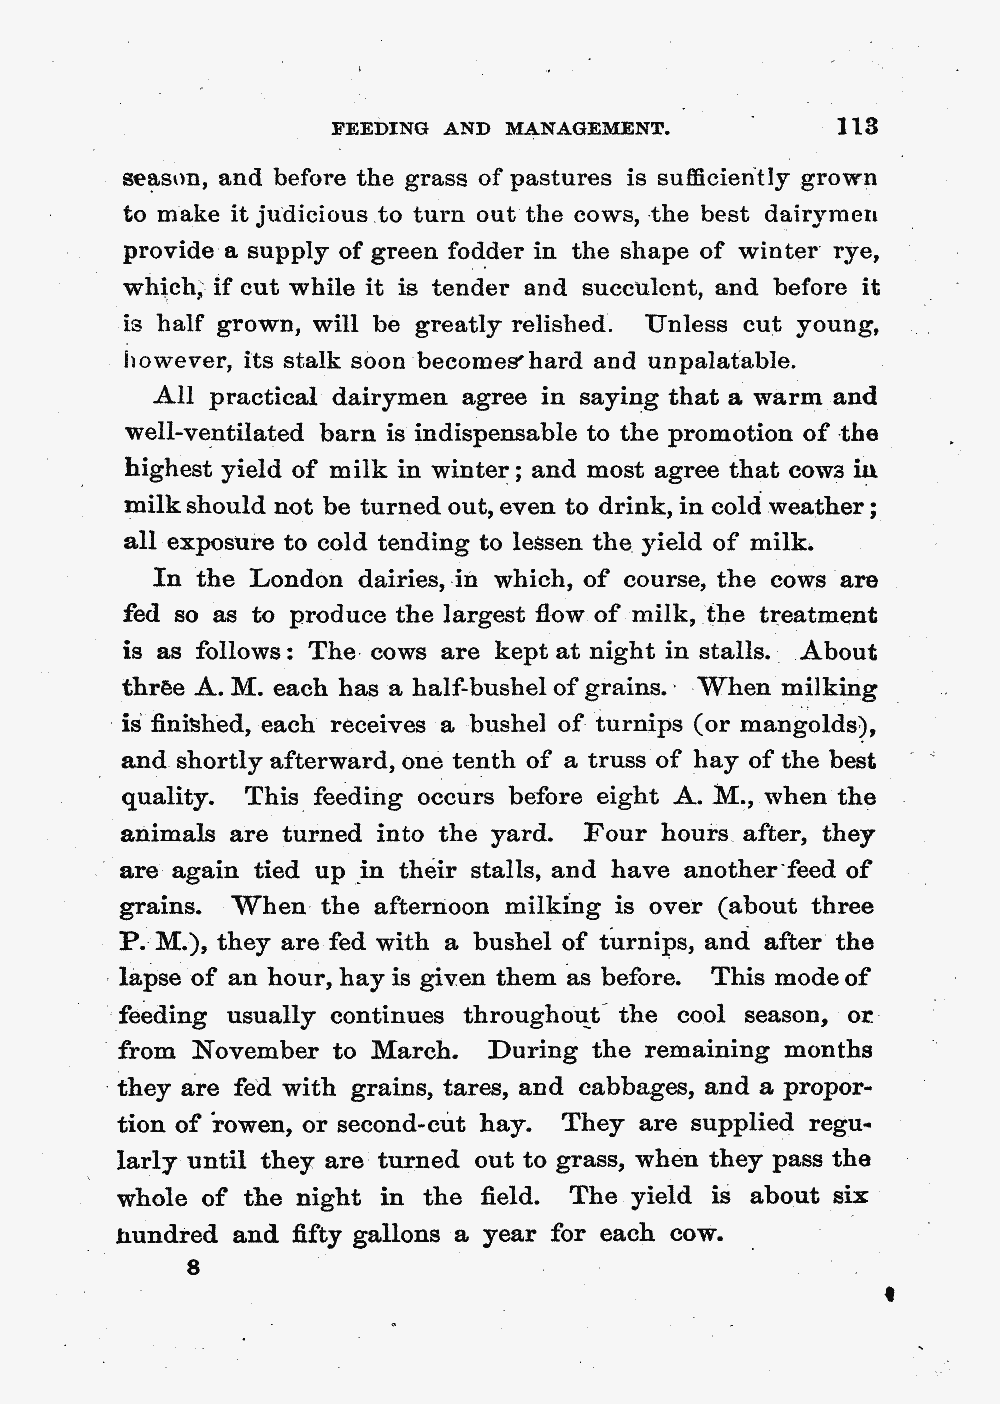 FEEDING AND MANAGEMENT. 113
season, and before the grass of pastures is sufficiently grown
to make it judicious to turn out the cows, the best dairymen
provide a supply of green fodder in the shape of winter rye,
which, if cut while it is tender and succulent, and before it
is half grown, will be greatly relished. Unless cut young,
however, its stalk soon becomes hard and unpalatable.
All practical dairymen agree in saying that a warm and
well-ventilated barn is indispensable to the promotion of the
highest yield of milk in winter; and most agree that cows in
milk should not be turned out, even to drink, in cold weather;
all exposure to cold tending to lessen the yield of milk.
In the London dairies, in which, of course, the cows are
fed so as to produce the largest flow of milk, the treatment
is as follows: The cows are kept at night in stalls. About
three A. M. each has a half-bushel of grains. When milking
is finished, each receives a bushel of turnips (or mangolds),
and shortly afterward, one tenth of a truss of hay of the best
quality. This feeding occurs before eight A. M., when the
animals are turned into the yard. Four hours after, they
are again tied up in their stalls, and have another feed of
grains. When the afternoon milking is over (about three
P. M.), they are fed with a bushel of turnips, and after the
lapse of an hour, hay is given them as before. This mode of
feeding usually continues throughout the cool season, or
from November to March. During the remaining months
they are fed with grains, tares, and cabbages, and a propor-
tion of rowen, or second-cut hay. They are supplied regu-
larly until they are turned out to grass, when they pass the
whole of the night in the field. The yield is about six
hundred and fifty gallons a year for each cow.
8